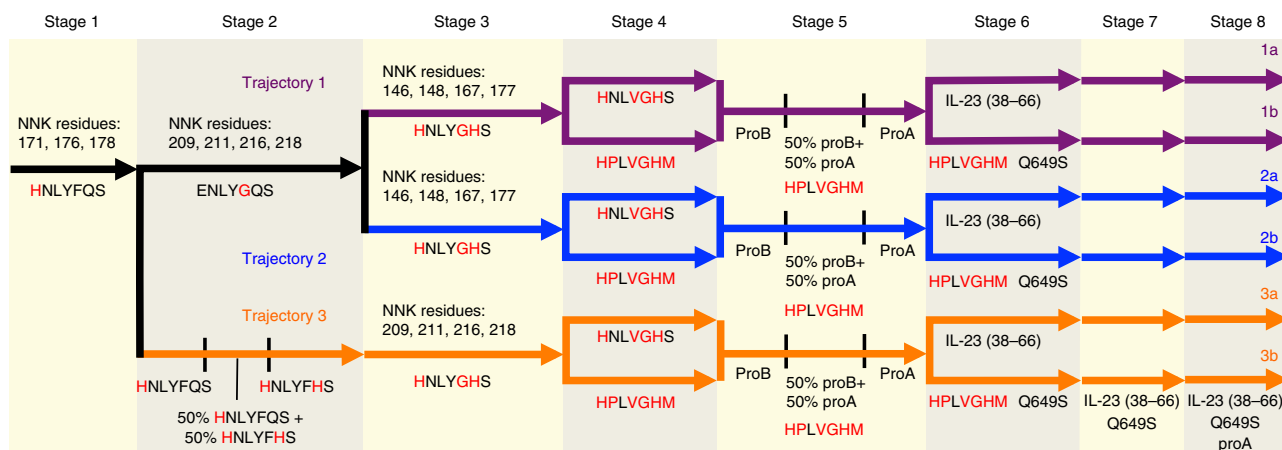 Stage 1
Stage 2
Stage 3
Stage 4
Stage 5
Stage 6
Stage 7
Stage 8
NNK residues:
171, 176, 178
HNLYFQS
Trajectory 1
NNK residues:
209, 211, 216, 218
ENLYGQS
Trajectory 2
Trajectory 3
HNLYFQS
HNLYFHS
50% HNLYFQS +
50% HNLYFHS
NNK residues:
146, 148, 167, 177
HNLYGHS
NNK residues:
146, 148, 167, 177
HNLYGHS
NNK residues:
209, 211, 216, 218
HNLYGHS
HNLVGHS
HPLVGHM
HNLVGHS
HPLVGHM
HNLVGHS
HPLVGHM
ProB
50% proB+
50% proA
ProA
HPLVGHM
ProB
50% proB+
50% proA
ProA
HPLVGHM
ProB
50% proB+
50% proA
ProA
HPLVGHM
IL-23 (38–66)
HPLVGHM Q649S
IL-23 (38–66)
HPLVGHM Q649S
IL-23 (38–66)
HPLVGHM Q649S
IL-23 (38–66)
Q649S
1a
1b
2a
2b
3a
3b
IL-23 (38–66)
Q649S
proA